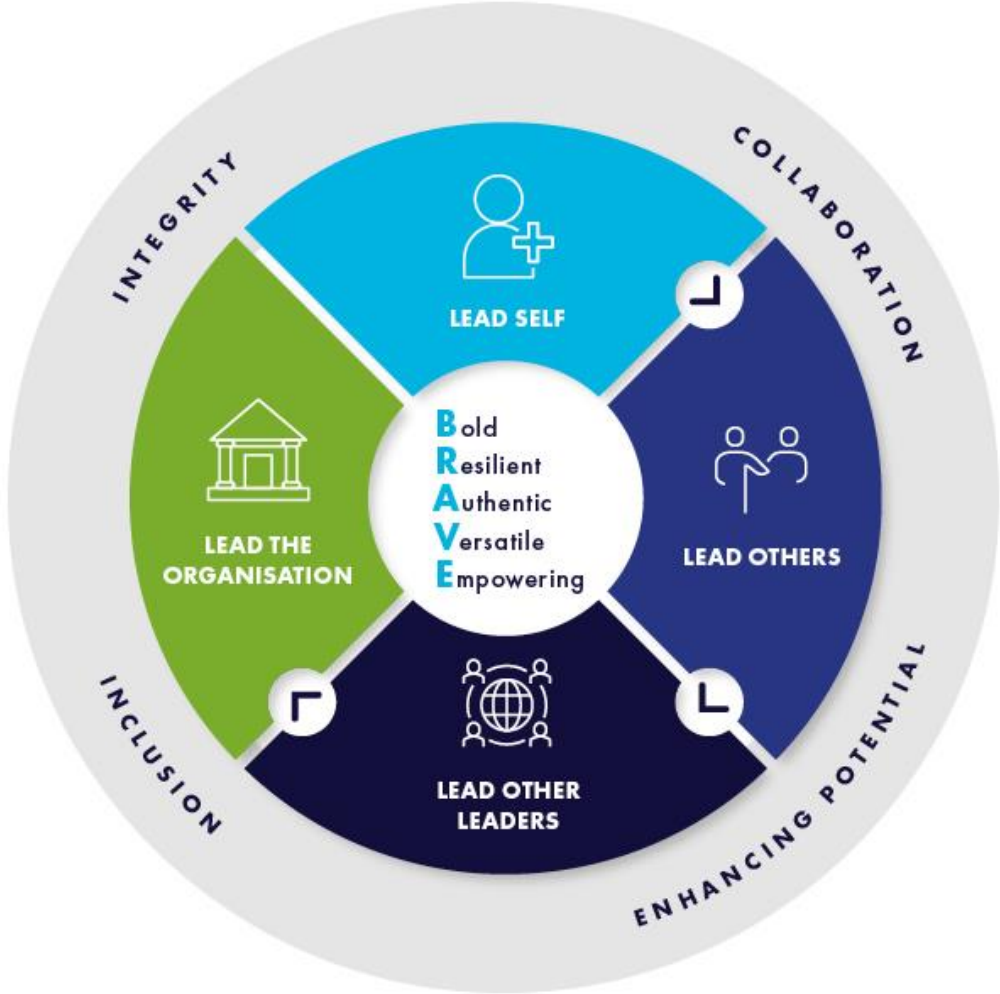 INTEGRITY
COLLABORATION
LEAD SELF
Bold
Resilient
Authentic
Versatile
Empowering
LEAD THE
ORGANISATION
LEAD OTHERS
LEAD OTHER
LEADERS
INCLUSION
ENHANCING POTENTIAL